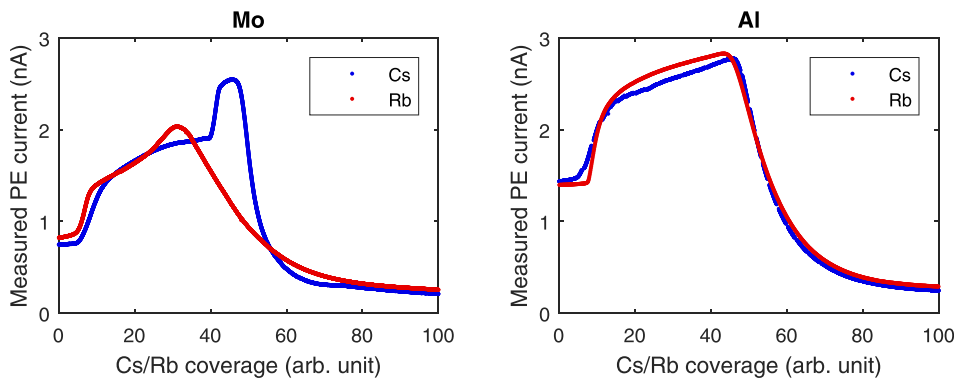 Mo
Measured PE current (nA)
3
2
1
0
Cs
Rb
0 20 40 60 80 100
Cs/Rb coverage (arb. unit)
Al
Measured PE current (nA)
3
2
1
0
Cs
Rb
0 20 40 60 80 100
Cs/Rb coverage (arb. unit)